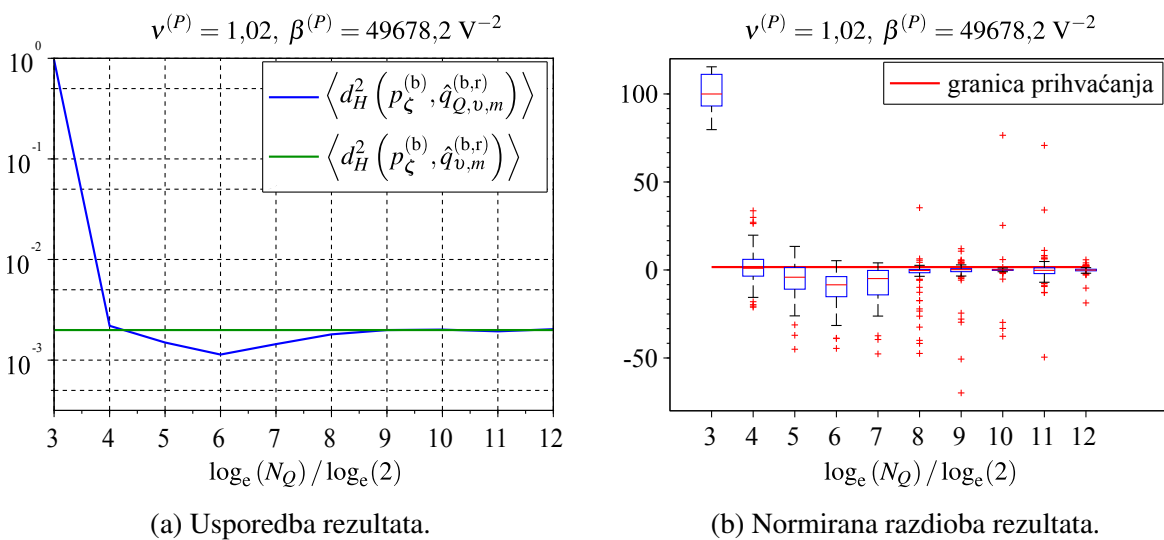 ν^(P) = 1,02, β^(P) = 49678,2 V^−2
10^0
10^-1
10^-2
10^-3
⟨d_H^2 (p_ζ^(b), q̂_Q,υ,m^(b,r))⟩
⟨d_H^2 (p_ζ^(b), q̂_υ,m^(b,r))⟩
3 4 5 6 7 8 9 10 11 12
log_e (N_Q) / log_e(2)
(a) Usporedba rezultata.
ν^(P) = 1,02, β^(P) = 49678,2 V^−2
granica prihvaćanja
100
50
0
-50
3 4 5 6 7 8 9 10 11 12
log_e (N_Q) / log_e(2)
(b) Normirana razdioba rezultata.